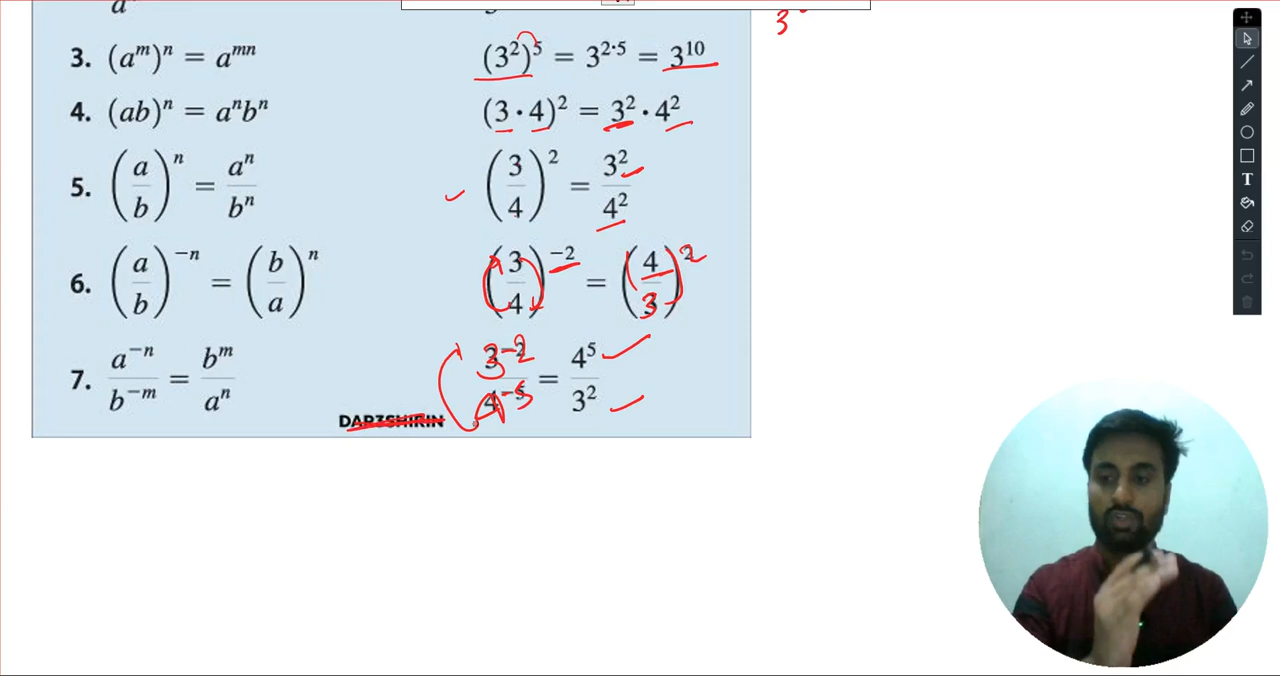 3. (a^m)^n = a^{mn} (3^2)^5 = 3^{2·5} = 3^{10}
4. (ab)^n = a^n b^n (3 · 4)^2 = 3^2 · 4^2
5. (a/b)^n = a^n/b^n (3/4)^2 = 3^2/4^2
6. (a/b)^{-n} = (b/a)^n (3/4)^{-2} = (4/3)^2
7. a^{-n}/b^{-m} = b^m/a^n 3^{-2}/4^{-5} = 4^5/3^2
T